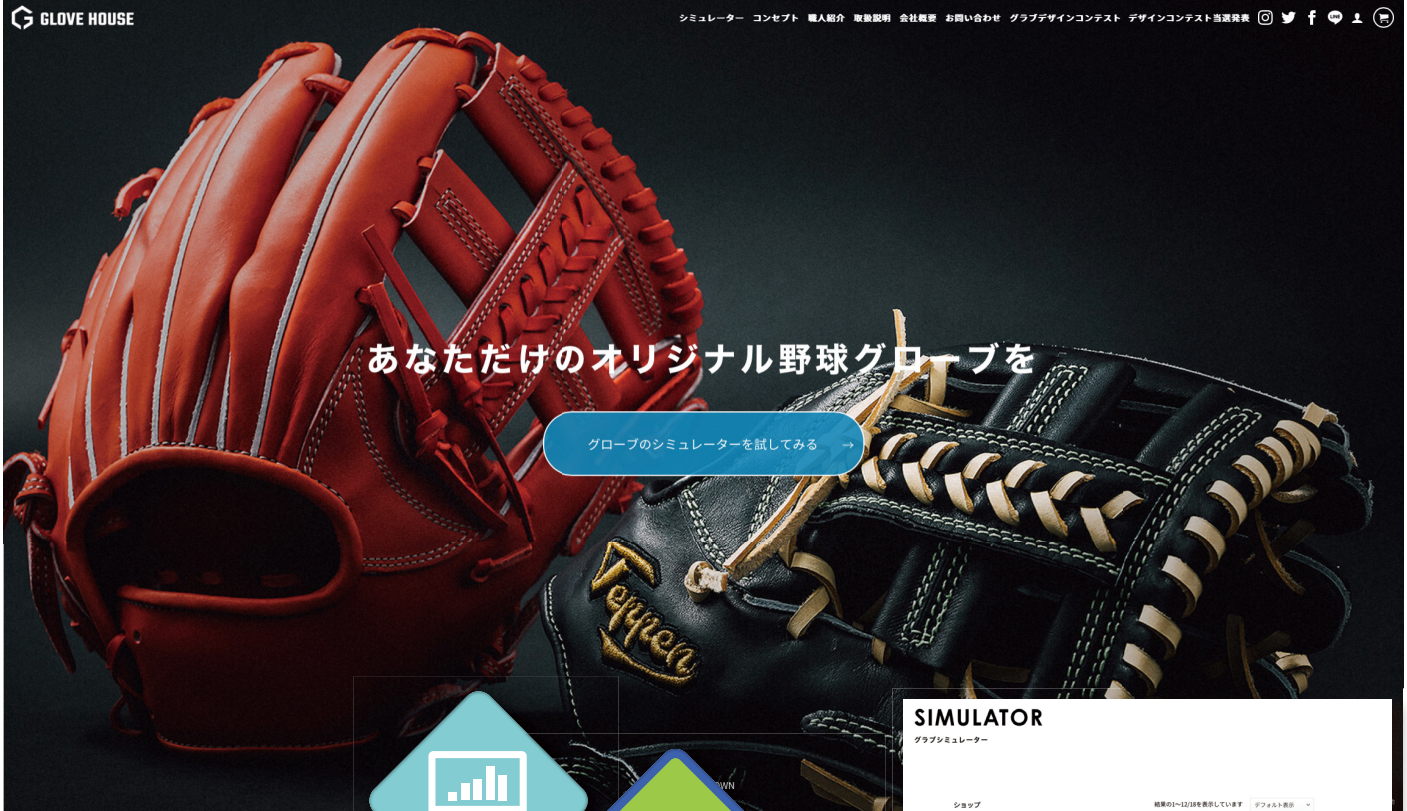 GLOVE HOUSE
シミュレーター コンセプト 職人紹介 取扱説明 会社概要 お問い合わせ グラブデザインコンテスト デザインコンテスト当選発表
LINE
あなただけのオリジナル野球グローブを
グローブのシミュレーターを試してみる →
Teppen
SIMULATOR
グラブシミュレーター
ショップ
結果の1～12/18を表示しています デフォルト表示